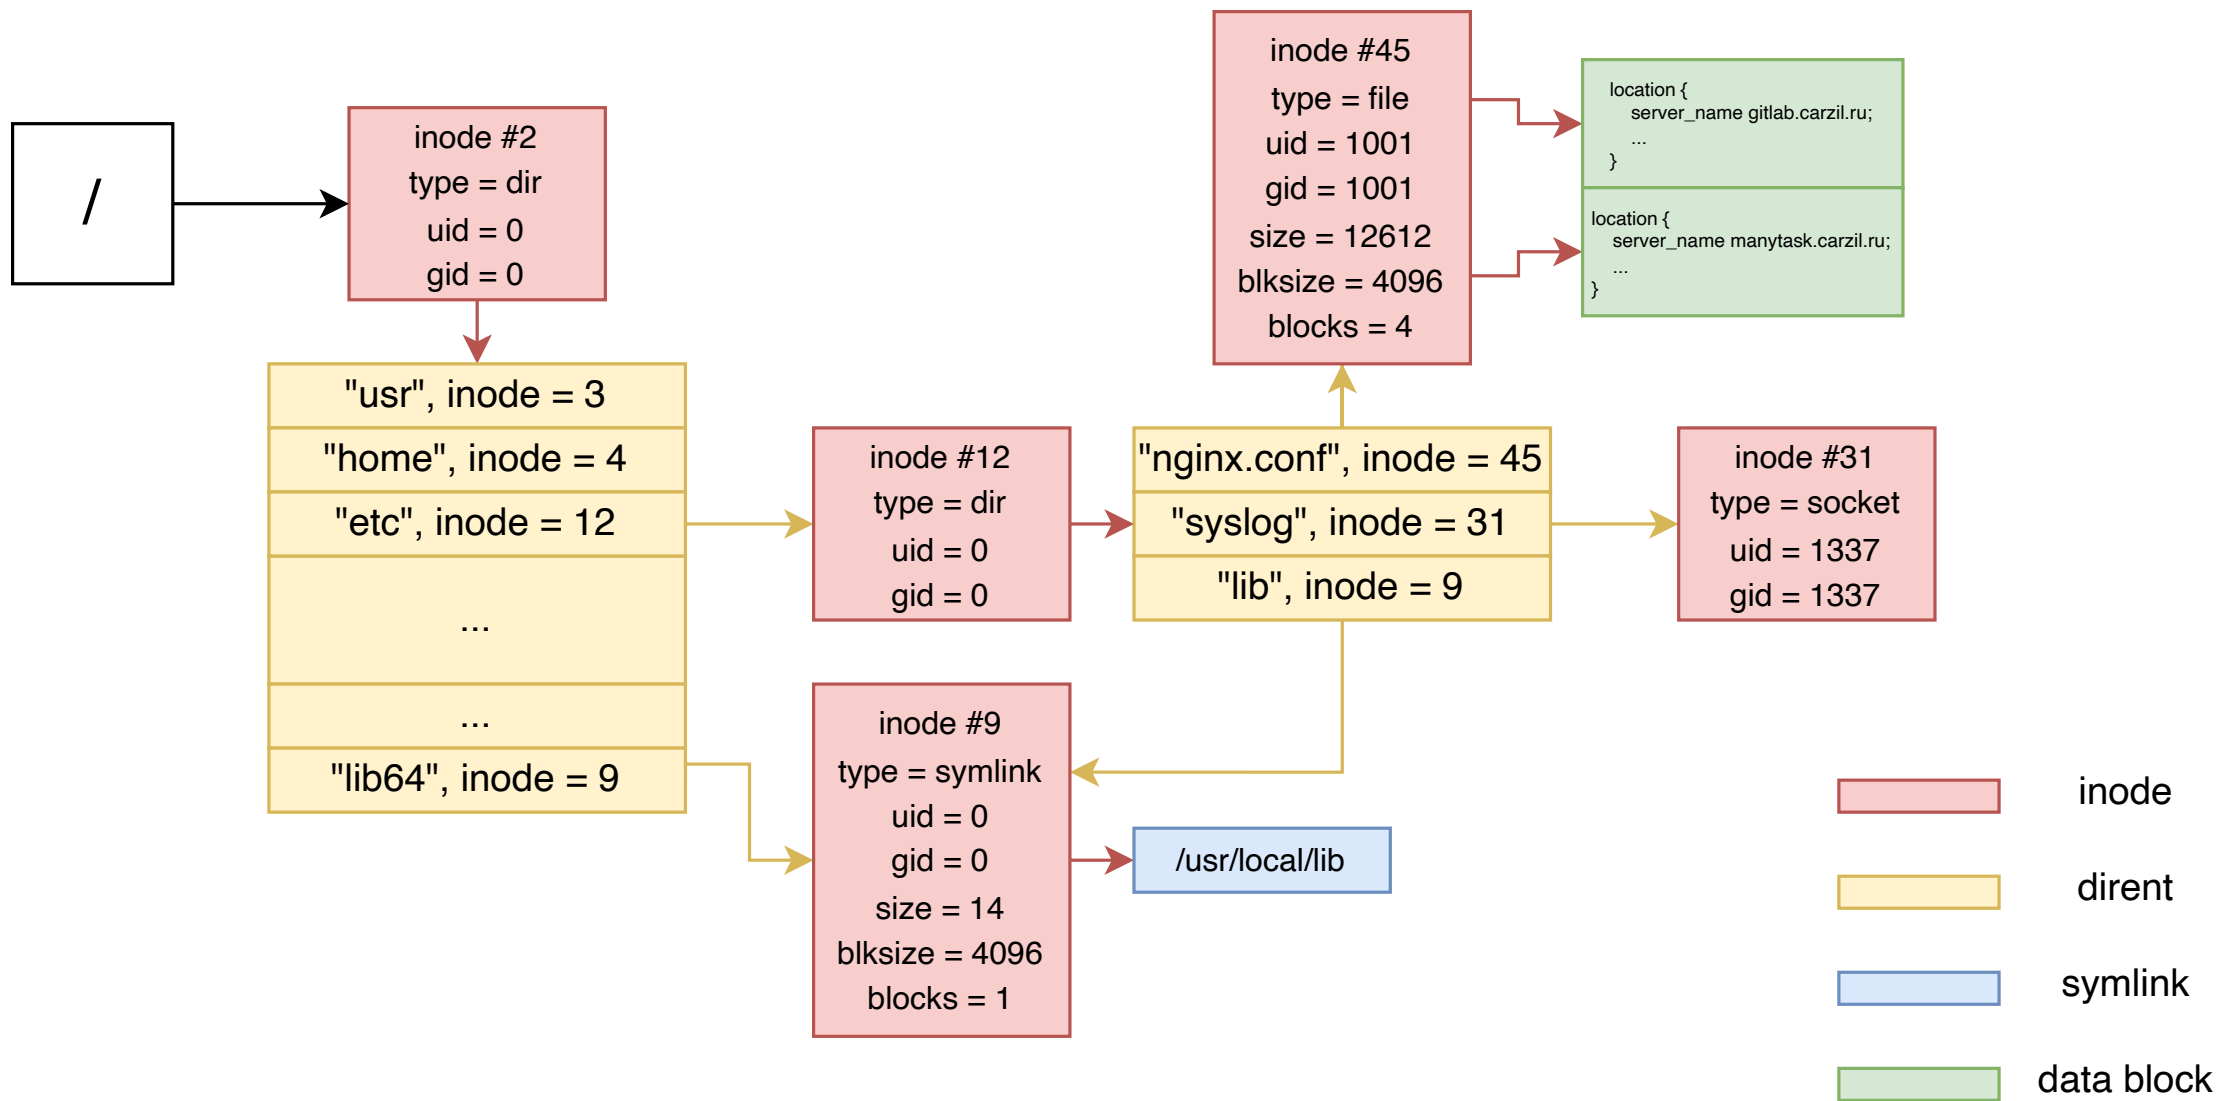 /
inode #2
type = dir
uid = 0
gid = 0
"usr", inode = 3
"home", inode = 4
"etc", inode = 12
...
...
"lib64", inode = 9
inode #12
type = dir
uid = 0
gid = 0
inode #9
type = symlink
uid = 0
gid = 0
size = 14
blksize = 4096
blocks = 1
/usr/local/lib
"nginx.conf", inode = 45
"syslog", inode = 31
"lib", inode = 9
inode #45
type = file
uid = 1001
gid = 1001
size = 12612
blksize = 4096
blocks = 4
location {
server_name gitlab.carzil.ru;
...
}
location {
server_name manytask.carzil.ru;
...
}
inode #31
type = socket
uid = 1337
gid = 1337
inode
dirent
symlink
data block